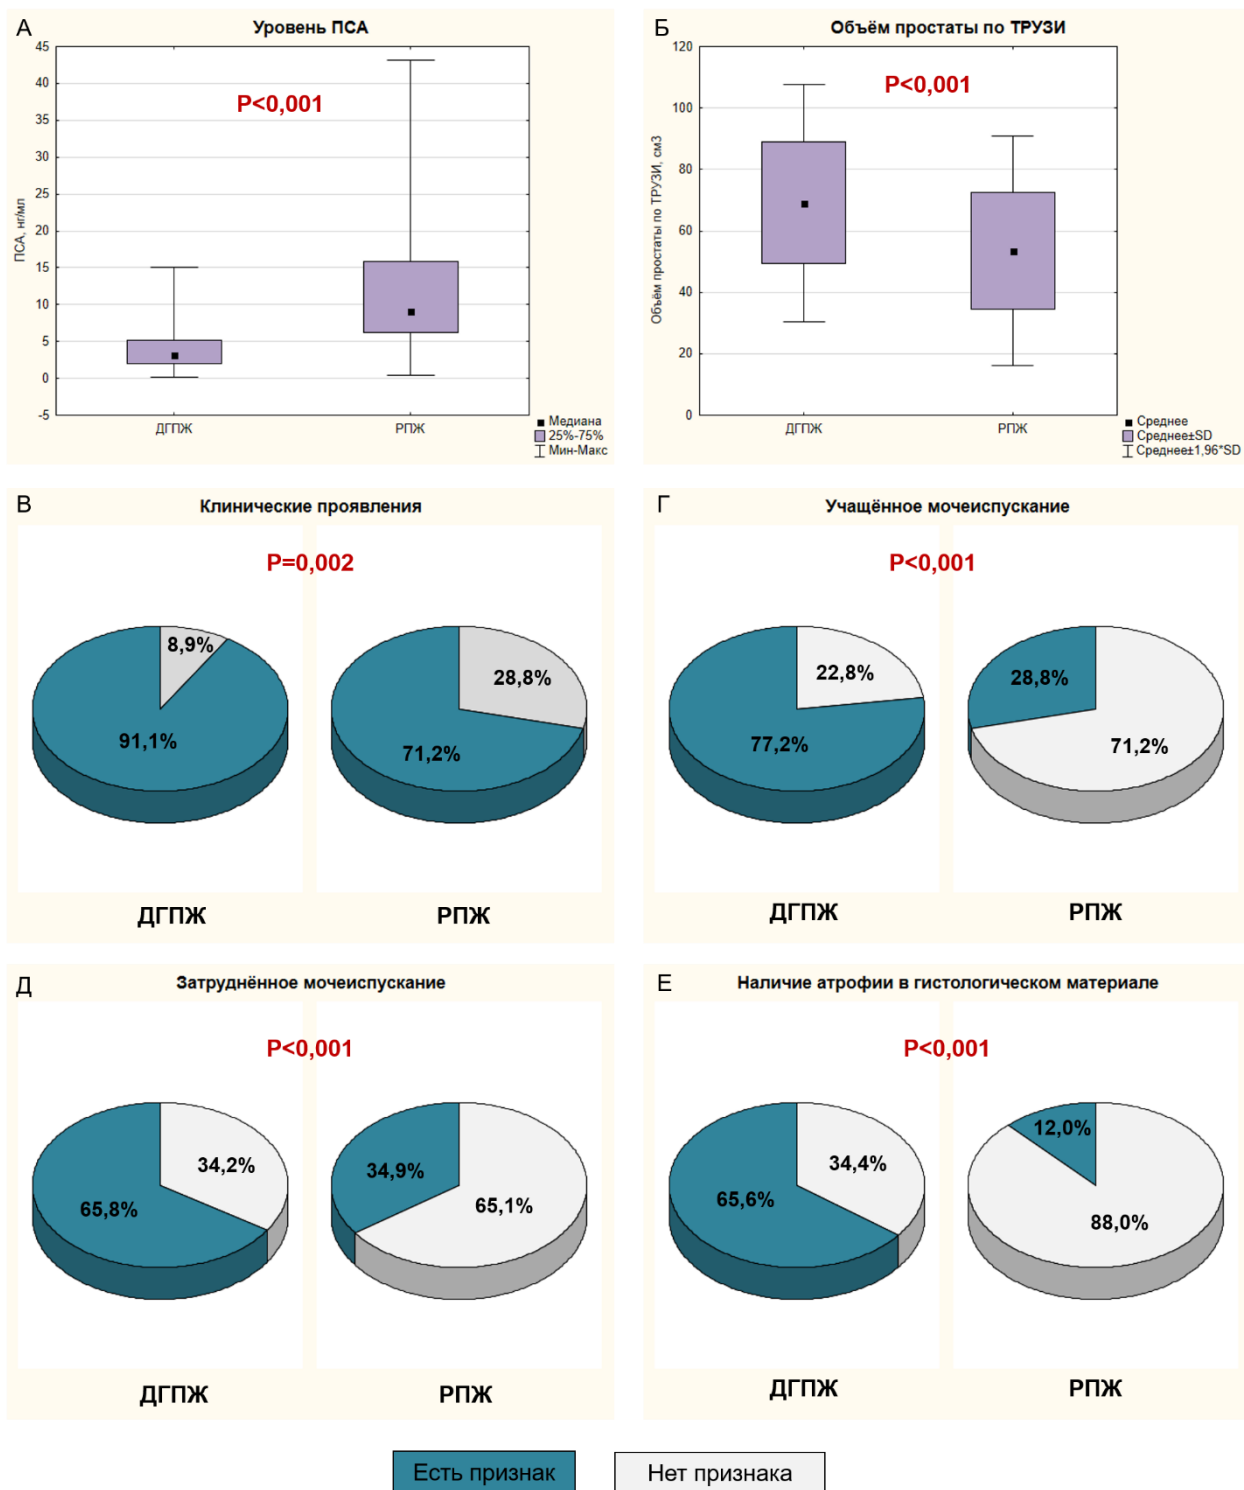 А
Уровень ПСА
45
40
35
30
25
20
15
10
5
0
-5
ПСА, нг/мл
P<0,001
ДГПЖ
РПЖ
Медиана
25%-75%
Мин-Макс
Б
Объём простаты по ТРУЗИ
120
100
80
60
40
20
0
Объём простаты по ТРУЗИ, см3
P<0,001
ДГПЖ
РПЖ
Среднее
Среднее±SD
Среднее±1,96*SD
В
Клинические проявления
P=0,002
8,9%
91,1%
28,8%
71,2%
ДГПЖ
РПЖ
Г
Учащённое мочеиспускание
P<0,001
22,8%
77,2%
28,8%
71,2%
ДГПЖ
РПЖ
Д
Затруднённое мочеиспускание
P<0,001
34,2%
65,8%
34,9%
65,1%
ДГПЖ
РПЖ
Е
Наличие атрофии в гистологическом материале
P<0,001
34,4%
65,6%
12,0%
88,0%
ДГПЖ
РПЖ
Есть признак
Нет признака